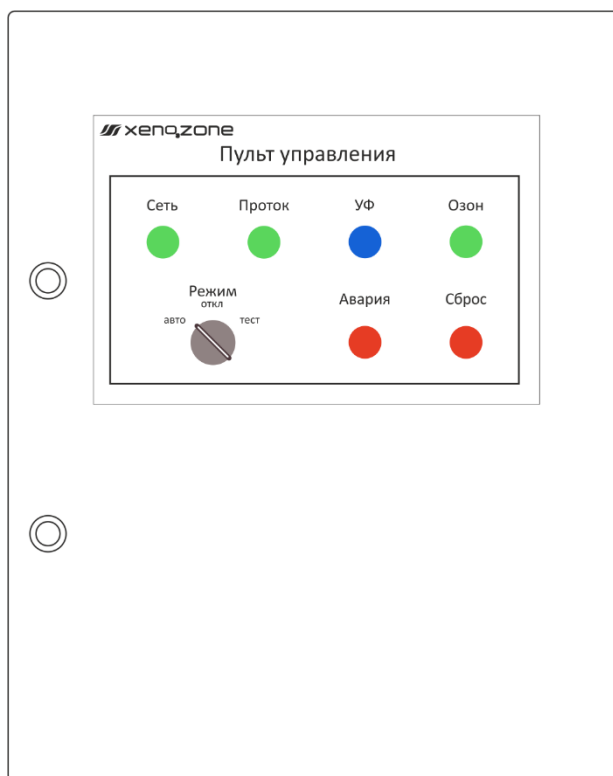 xenozone
Пульт управления
Сеть Проток УФ Озон
Режим Авария Сброс
откл
авто тест